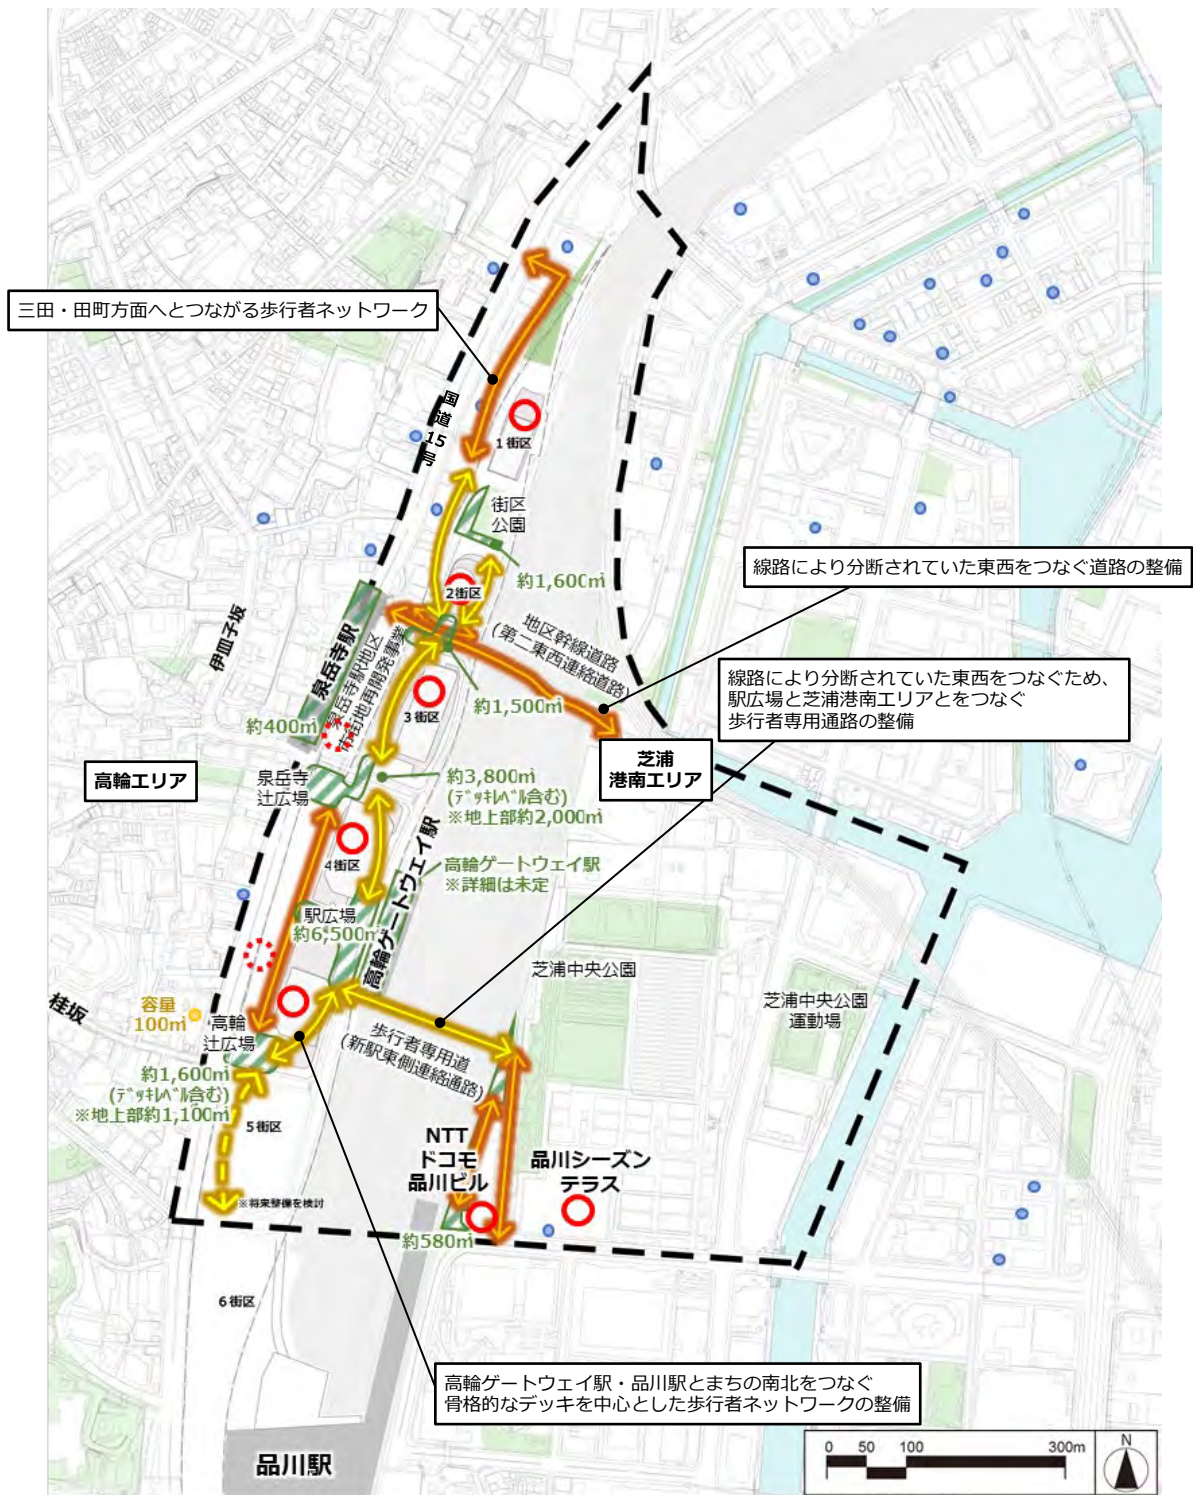 三田・田町方面へとつながる歩行者ネットワーク
国道15号
1街区
街区
公園
約1,600㎡
2街区
線路により分断されていた東西をつなぐ道路の整備
地区幹線道路
(第二東西連絡道路)
伊皿子坂
泉岳寺駅
泉岳寺駅地区
市街地再開発事業
約400㎡
3街区
約1,500㎡
線路により分断されていた東西をつなぐため、
駅広場と芝浦港南エリアとをつなぐ
歩行者専用通路の整備
芝浦
港南エリア
高輪エリア
泉岳寺
辻広場
約3,800㎡
(ﾃﾞｯｷﾚﾍﾞﾙ含む)
※地上部約2,000㎡
4街区
高輪ゲートウェイ駅
高輪ゲートウェイ駅
※詳細は未定
駅広場
約6,500㎡
芝浦中央公園
芝浦中央公園
運動場
桂坂
容量
100㎥
高輪
辻広場
歩行者専用道
(新駅東側連絡通路)
約1,600㎡
(ﾃﾞｯｷﾚﾍﾞﾙ含む)
※地上部約1,100㎡
5街区
NTT
ドコモ
品川ビル
品川シーズン
テラス
※将来整備を検討
約580㎡
6街区
高輪ゲートウェイ駅・品川駅とまちの南北をつなぐ
骨格的なデッキを中心とした歩行者ネットワークの整備
品川駅
0 50 100 300m
N